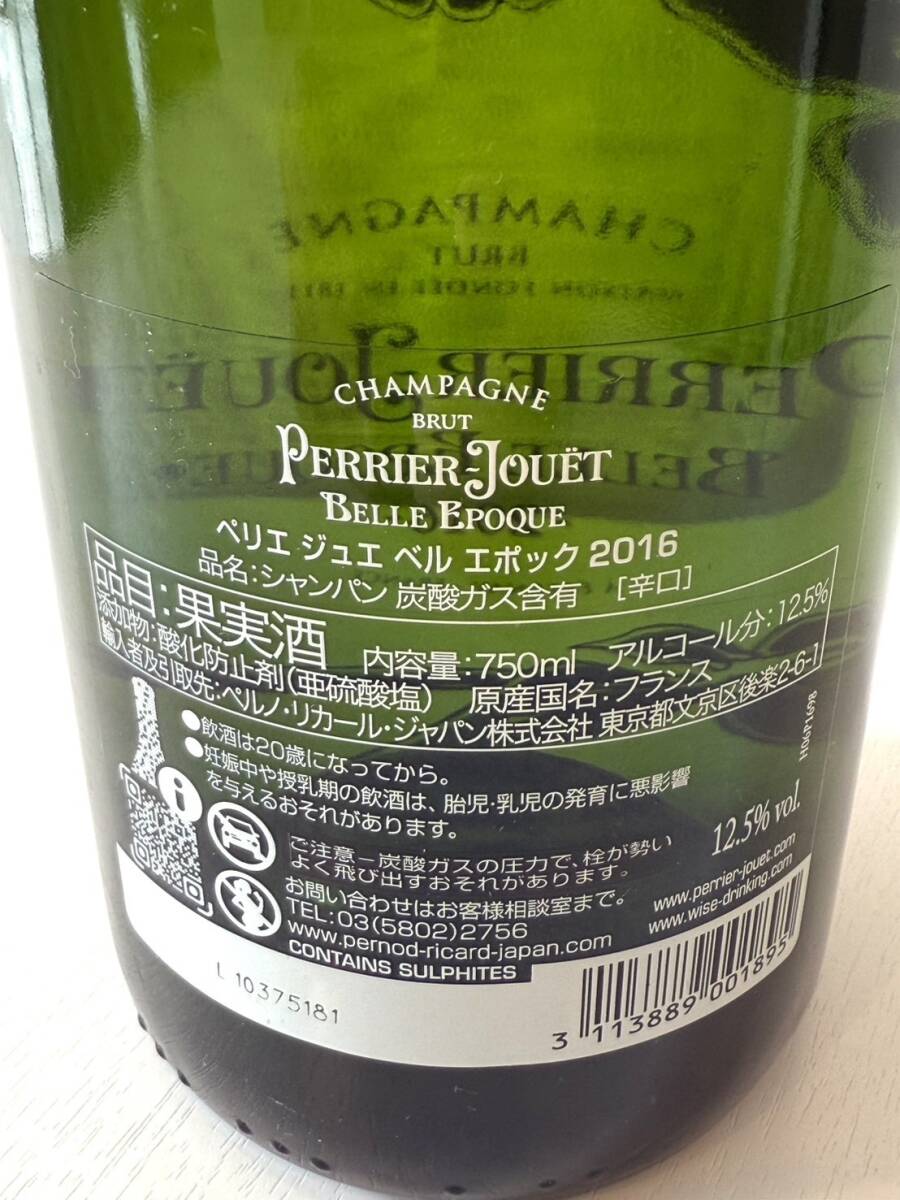 CHAMPAGNE
BRUT
PERRIER-JOUËT
BELLE EPOQUE
CHAMPAGNE
BRUT
PERRIER-JOUËT
BELLE EPOQUE
ペリエ ジュエ ベル エポック 2016
品名:シャンパン 炭酸ガス含有 [辛口]
品目:果実酒 内容量:750ml アルコール分:12.5%
添加物:酸化防止剤(亜硫酸塩) 原産国名:フランス
輸入者及引取先:ペルノ・リカール・ジャパン株式会社 東京都文京区後楽2-6-1
●飲酒は20歳になってから。
●妊娠中や授乳期の飲酒は、胎児・乳児の発育に悪影響
を与えるおそれがあります。
ご注意-炭酸ガスの圧力で、栓が勢い
よく飛び出すおそれがあります。
お問い合わせはお客様相談室まで。
TEL:03(5802)2756
www.pernod-ricard-japan.com
CONTAINS SULPHITES
H06P1698
12.5% vol.
www.perrier-jouet.com
www.wise-drinking.com
L 10375181
3 113889 001895